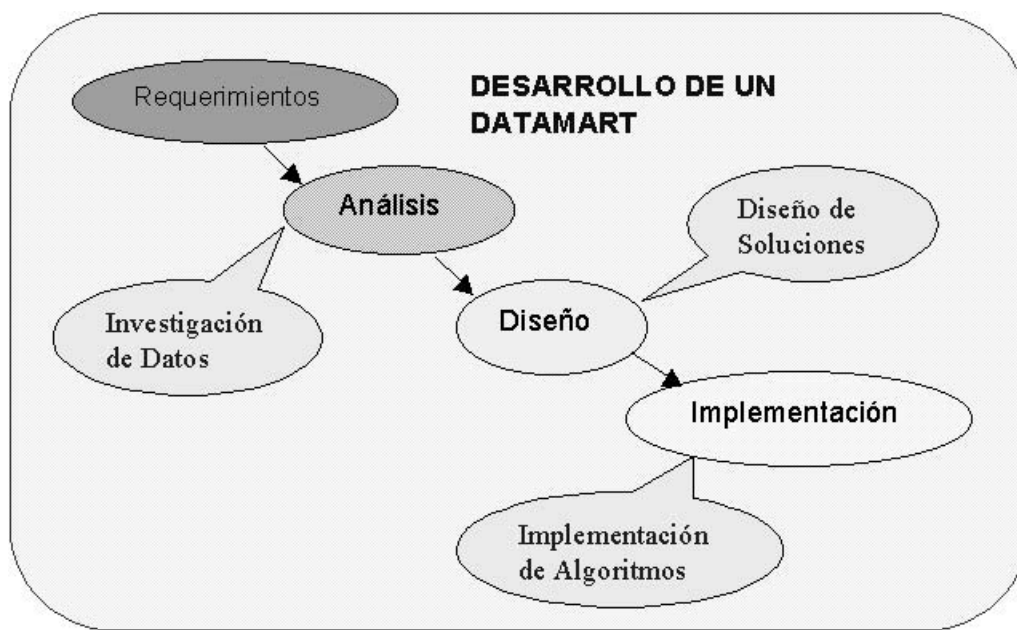 Requerimientos
DESARROLLO DE UN
DATAMART
Análisis
Diseño de
Soluciones
Investigación
de Datos
Diseño
Implementación
Implementación
de Algoritmos